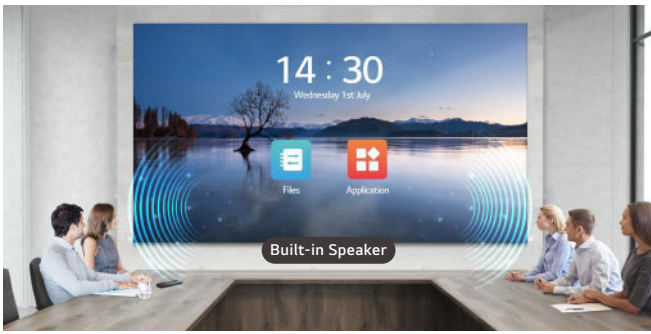 14 : 30
Wednesday 1st July
Files
Application
Built-in Speaker